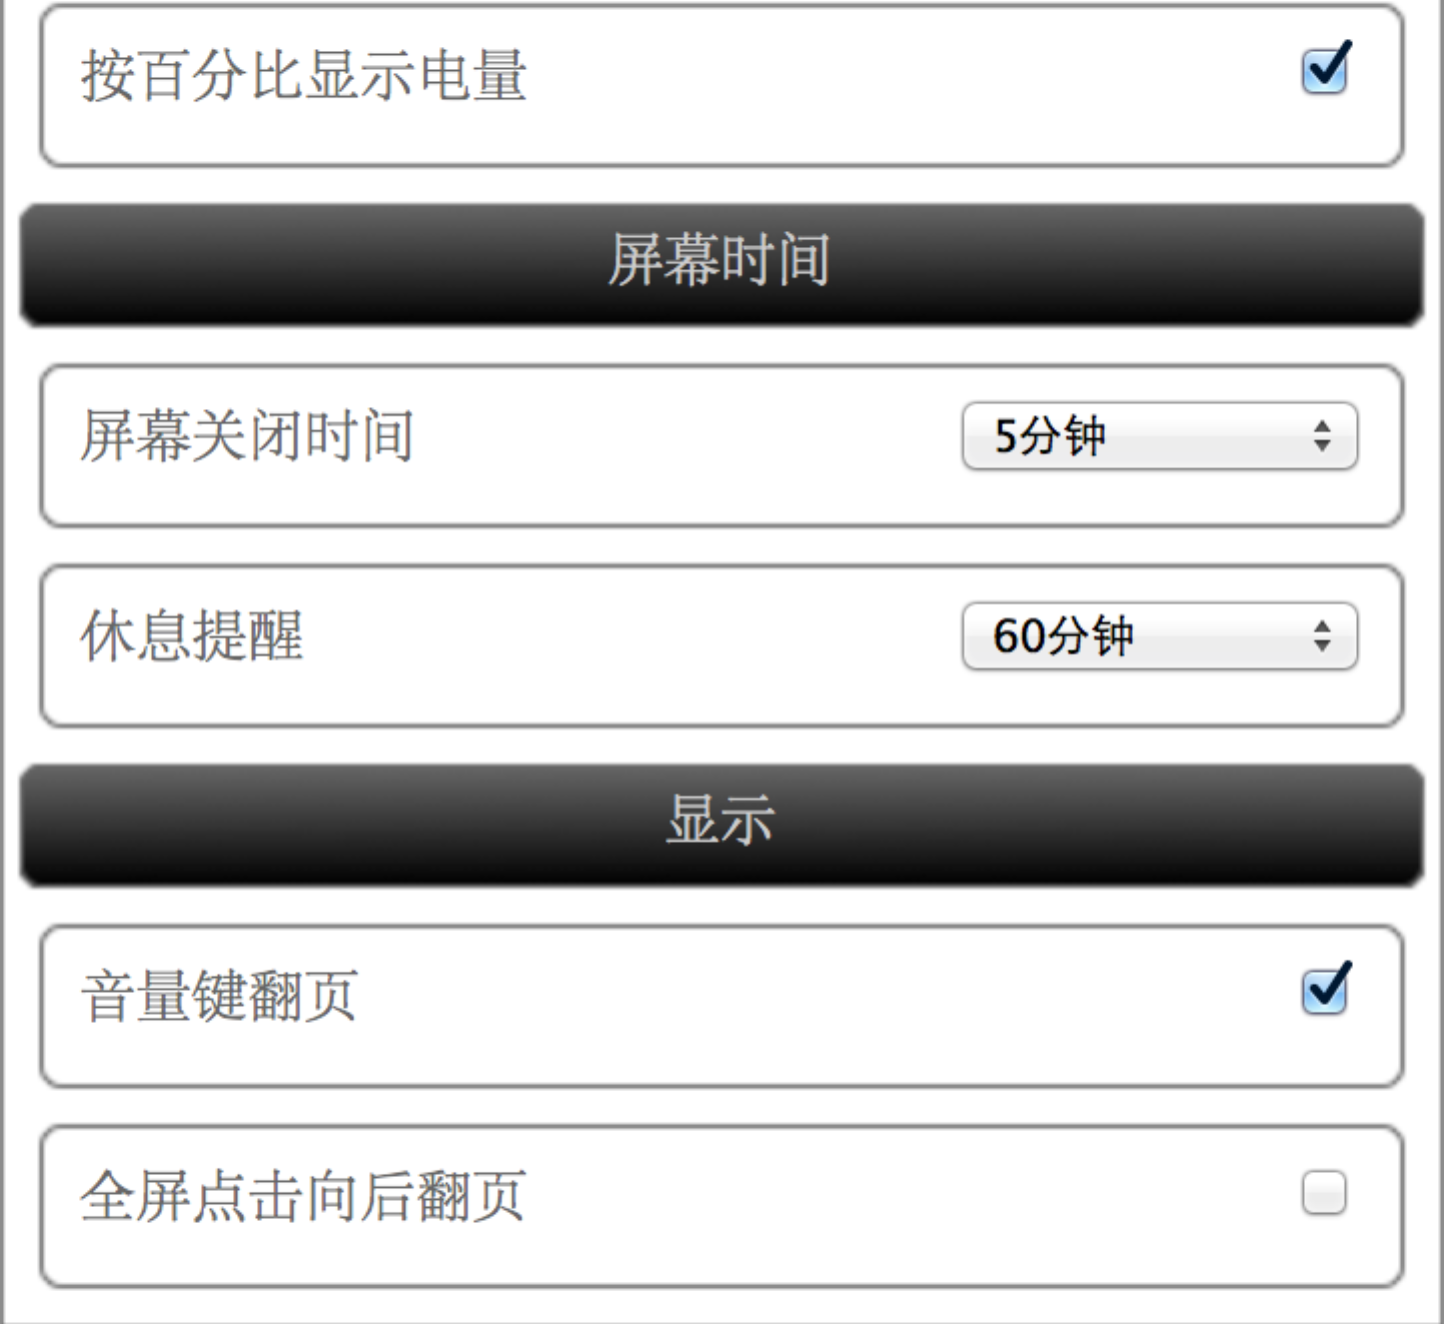 按百分比显示电量
屏幕时间
屏幕关闭时间
5分钟
休息提醒
60分钟
显示
音量键翻页
全屏点击向后翻页